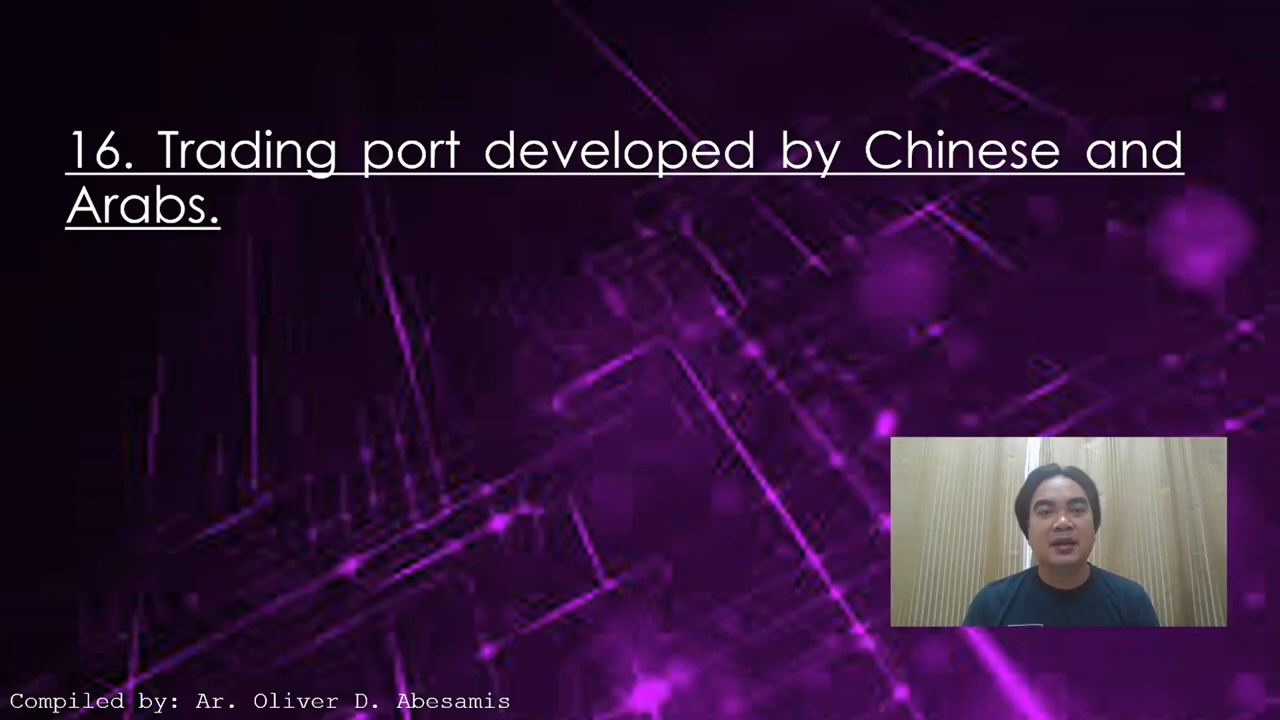 16. Trading port developed by Chinese and
Arabs.
Compiled by: Ar. Oliver D. Abesamis